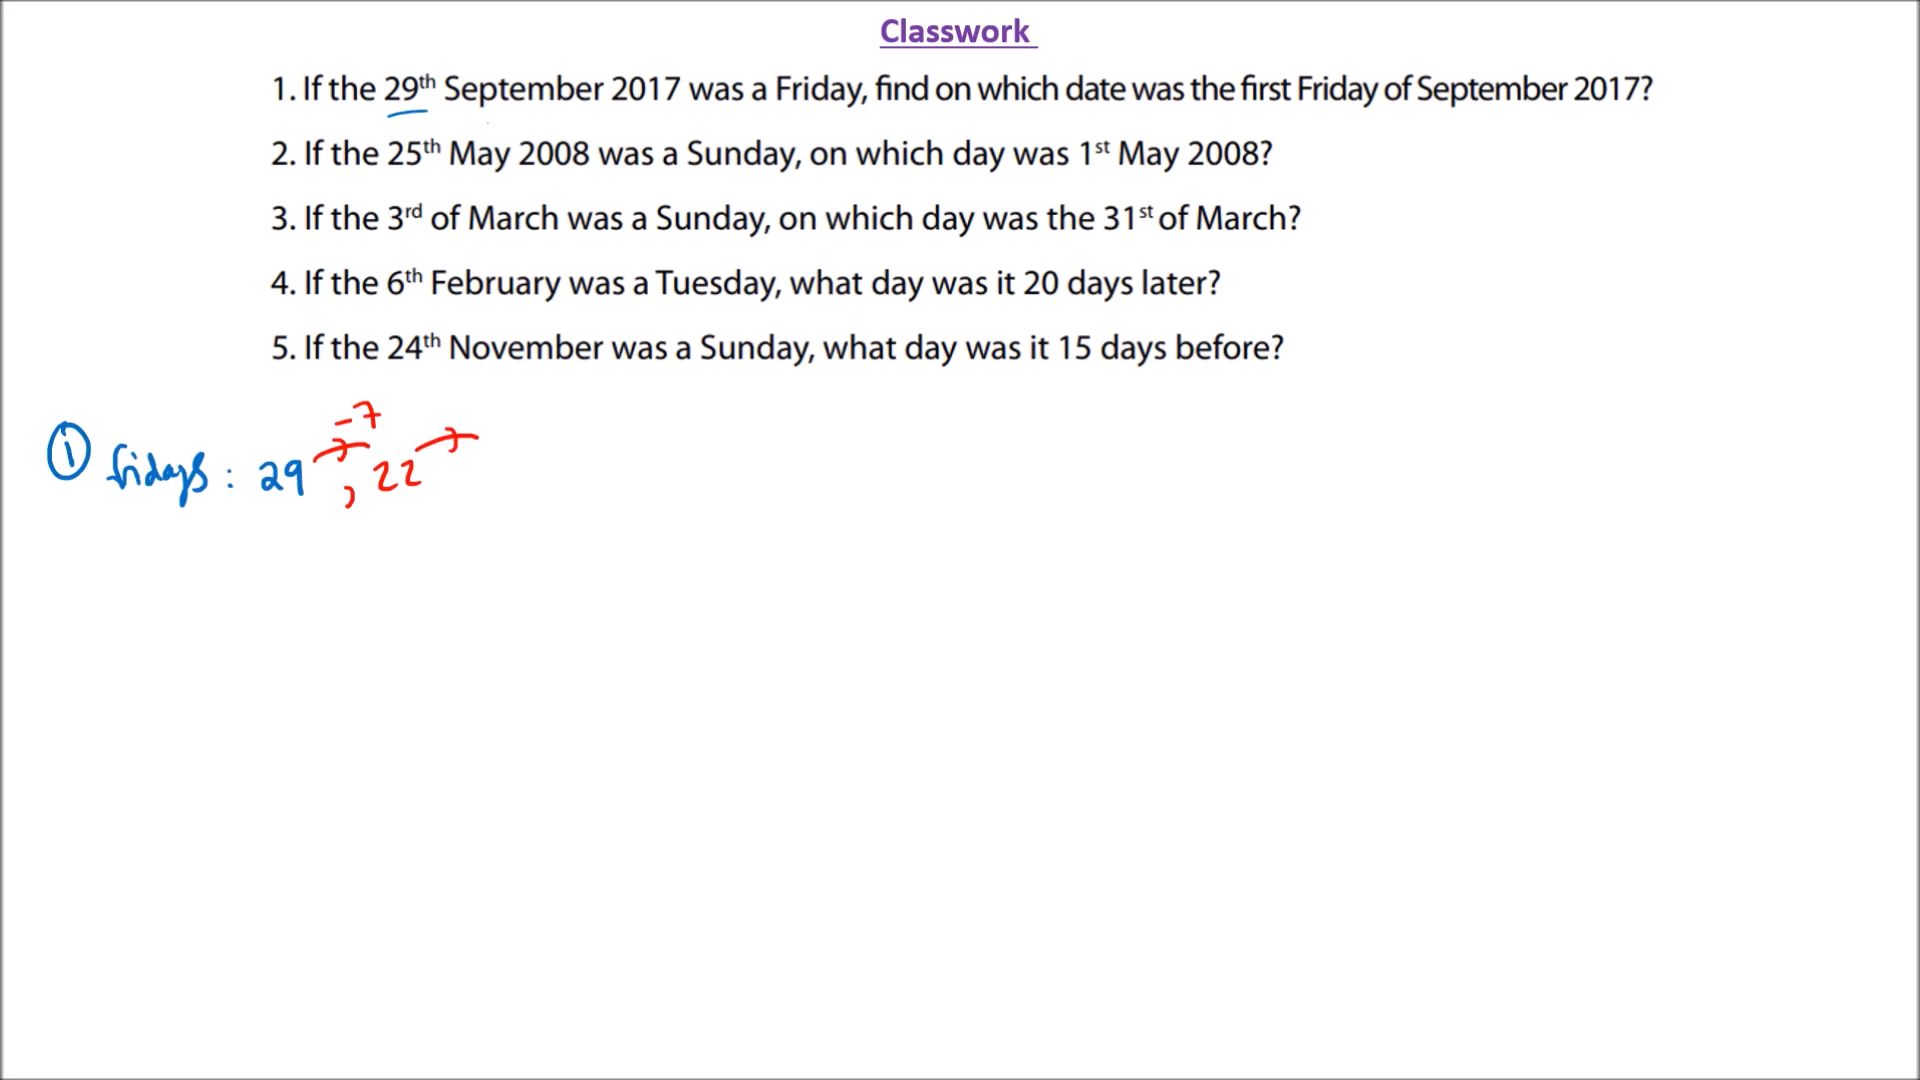 Classwork
1. If the 29th September 2017 was a Friday, find on which date was the first Friday of September 2017?
2. If the 25th May 2008 was a Sunday, on which day was 1st May 2008?
3. If the 3rd of March was a Sunday, on which day was the 31st of March?
4. If the 6th February was a Tuesday, what day was it 20 days later?
5. If the 24th November was a Sunday, what day was it 15 days before?
-7
① fridays : 29 , 22